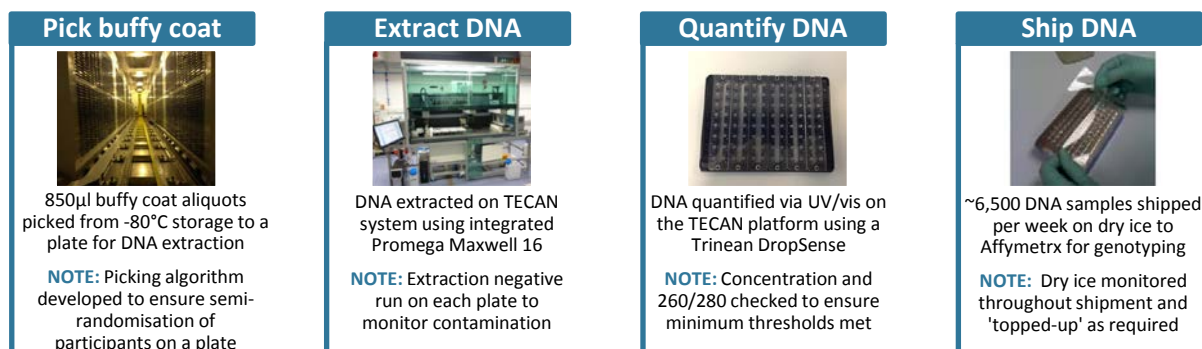 Pick buffy coat
850µl buffy coat aliquots
picked from -80°C storage to a
plate for DNA extraction
NOTE: Picking algorithm
developed to ensure semi-
randomisation of
participants on a plate
Extract DNA
DNA extracted on TECAN
system using integrated
Promega Maxwell 16
NOTE: Extraction negative
run on each plate to
monitor contamination
Quantify DNA
DNA quantified via UV/vis on
the TECAN platform using a
Trinean DropSense
NOTE: Concentration and
260/280 checked to ensure
minimum thresholds met
Ship DNA
~6,500 DNA samples shipped
per week on dry ice to
Affymetrx for genotyping
NOTE: Dry ice monitored
throughout shipment and
'topped-up' as required